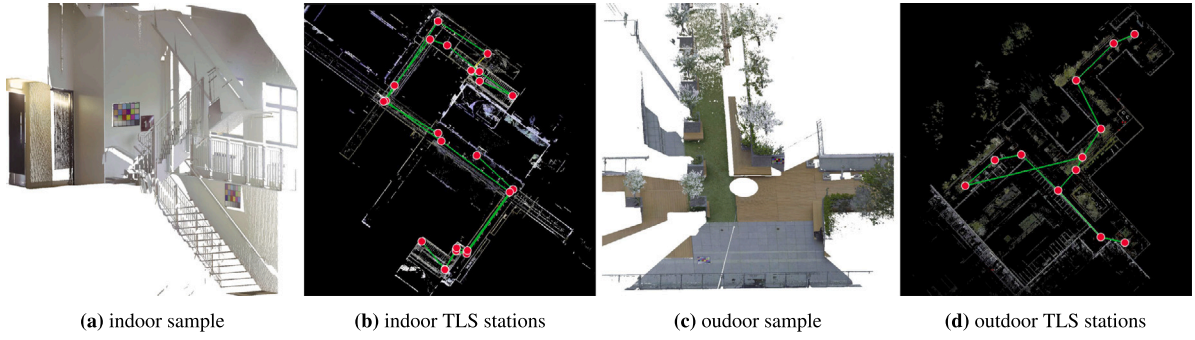 (a) indoor sample
(b) indoor TLS stations
(c) oudoor sample
(d) outdoor TLS stations